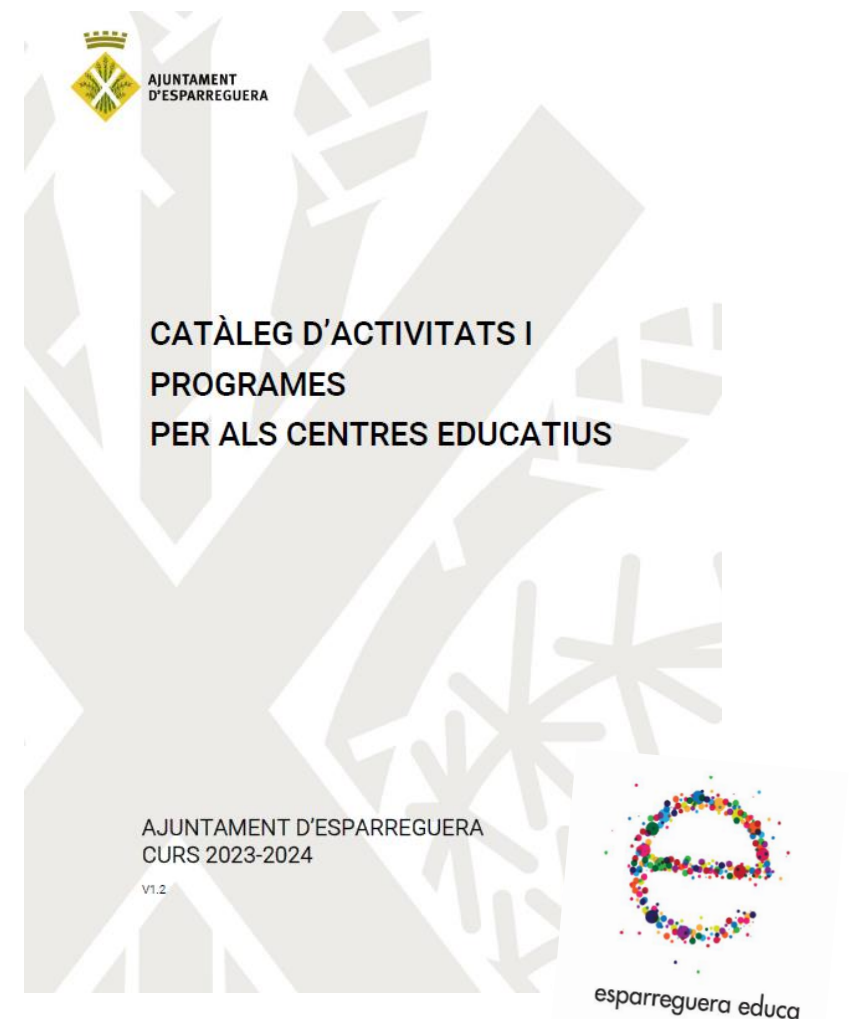 AJUNTAMENT
D'ESPARREGUERA
CATÀLEG D'ACTIVITATS I
PROGRAMES
PER ALS CENTRES EDUCATIUS
AJUNTAMENT D'ESPARREGUERA
CURS 2023-2024
V1.2
esparreguera educa